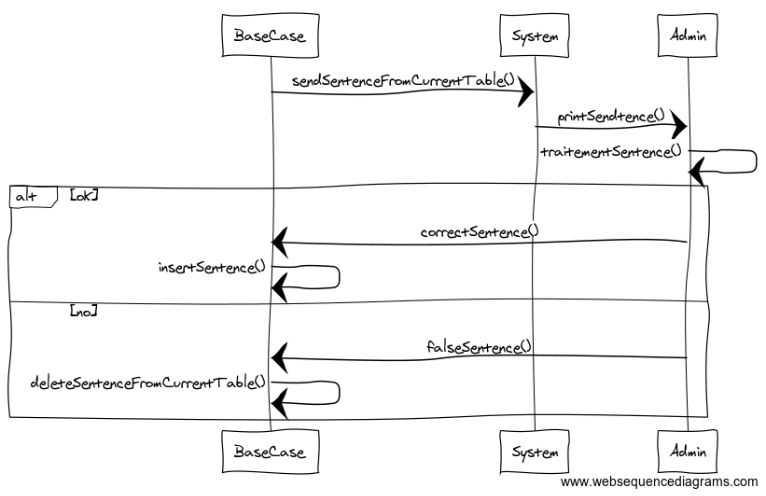 BaseCase System Admin
sendSentenceFromCurrentTable()
printSendtence()
traitementSentence()
alt [ok]
correctSentence()
insertSentence()
[no]
falseSentence()
deleteSentenceFromCurrentTable()
BaseCase System Admin
www.websequencediagrams.com